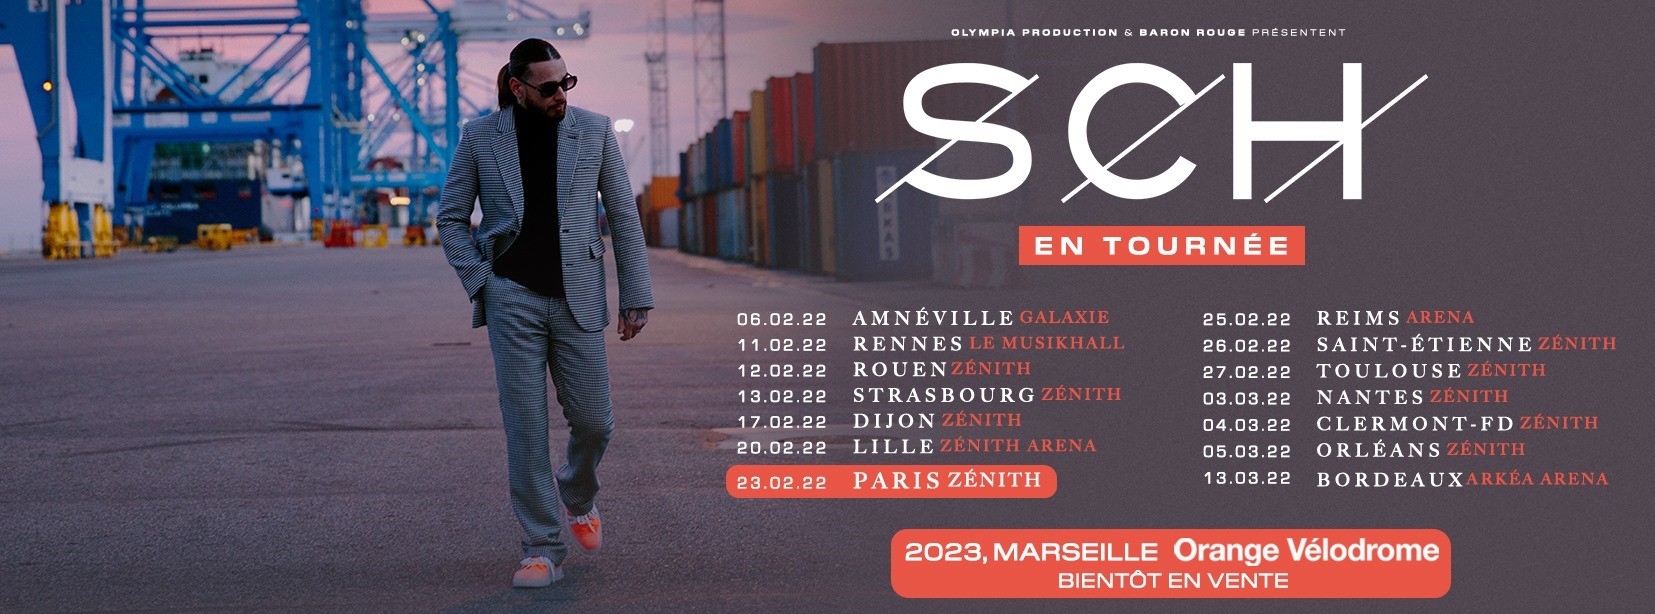 OLYMPIA PRODUCTION & BARON ROUGE PRÉSENTENT
SCH
EN TOURNÉE
06.02.22 AMNÉVILLE GALAXIE
11.02.22 RENNES LE MUSIKHALL
12.02.22 ROUEN ZÉNITH
13.02.22 STRASBOURG ZÉNITH
17.02.22 DIJON ZÉNITH
20.02.22 LILLE ZÉNITH ARENA
23.02.22 PARIS ZÉNITH
25.02.22 REIMS ARENA
26.02.22 SAINT-ÉTIENNE ZÉNITH
27.02.22 TOULOUSE ZÉNITH
03.03.22 NANTES ZÉNITH
04.03.22 CLERMONT-FD ZÉNITH
05.03.22 ORLÉANS ZÉNITH
13.03.22 BORDEAUX ARKÉA ARENA
2023, MARSEILLE Orange Vélodrome
BIENTÔT EN VENTE